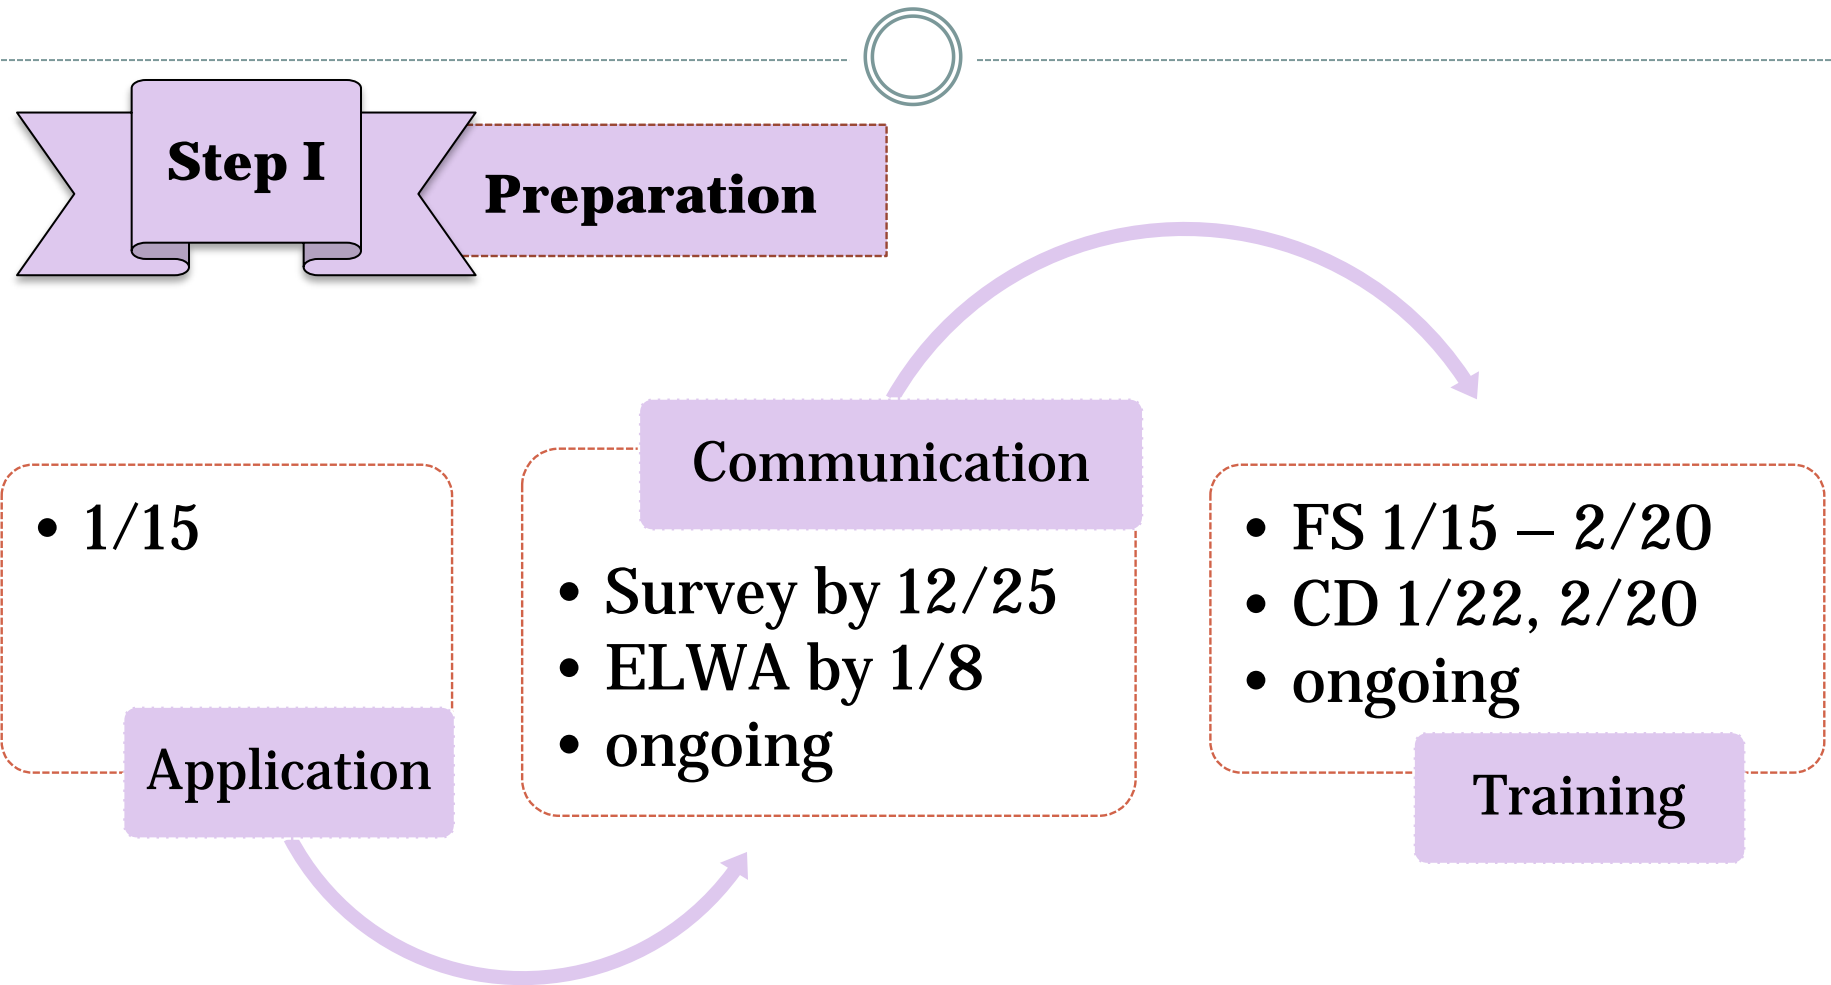 Step I
Preparation
• 1/15
Application
Communication
• Survey by 12/25
• ELWA by 1/8
• ongoing
• FS 1/15 – 2/20
• CD 1/22, 2/20
• ongoing
Training